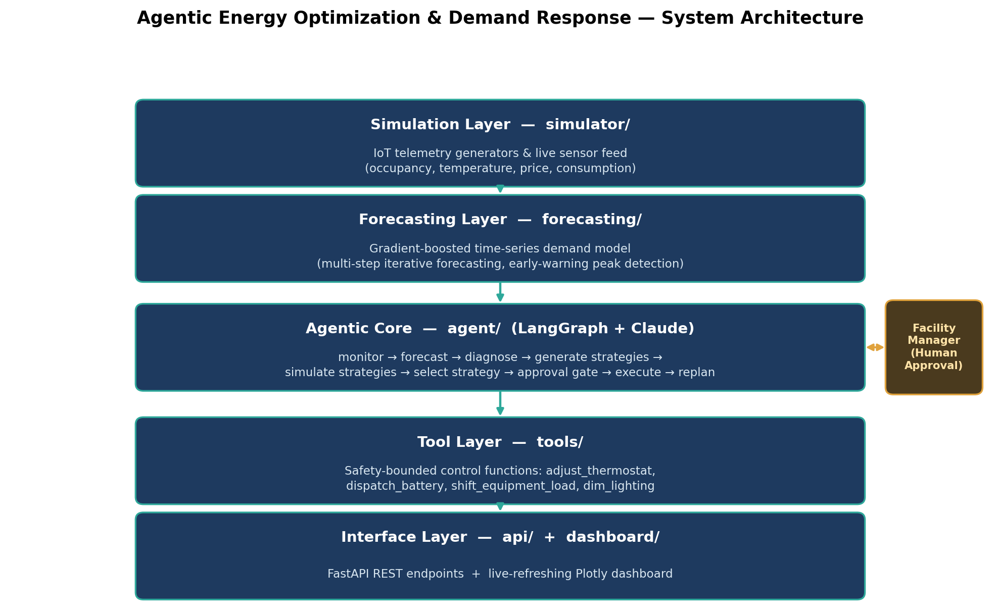 Agentic Energy Optimization & Demand Response — System Architecture
Simulation Layer — simulator/
IoT telemetry generators & live sensor feed
(occupancy, temperature, price, consumption)
Forecasting Layer — forecasting/
Gradient-boosted time-series demand model
(multi-step iterative forecasting, early-warning peak detection)
Agentic Core — agent/ (LangGraph + Claude)
monitor → forecast → diagnose → generate strategies →
simulate strategies → select strategy → approval gate → execute → replan
Facility
Manager
(Human
Approval)
Tool Layer — tools/
Safety-bounded control functions: adjust_thermostat,
dispatch_battery, shift_equipment_load, dim_lighting
Interface Layer — api/ + dashboard/
FastAPI REST endpoints + live-refreshing Plotly dashboard